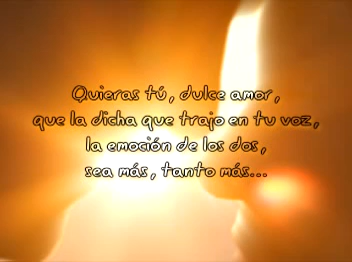 Quieras tú, dulce amor,
que la dicha que trajo en tu voz,
la emoción de los dos,
sea más, tanto más...